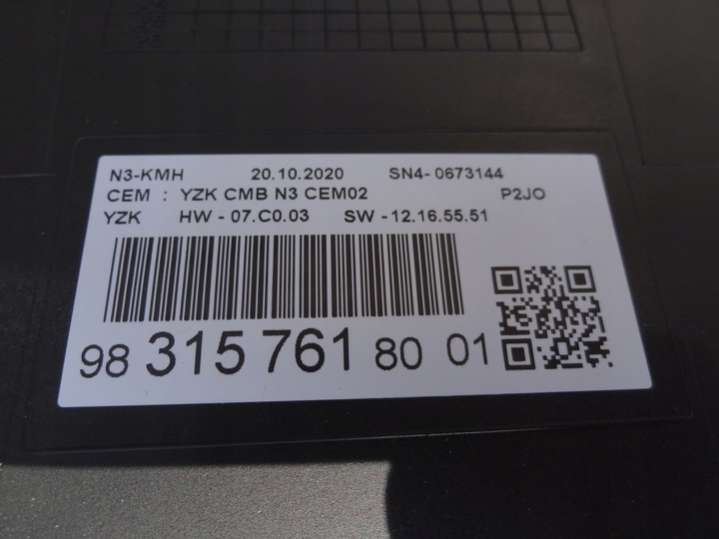 N3-KMH 20.10.2020 SN4- 0673144
CEM : YZK CMB N3 CEM02 P2JO
YZK HW - 07.C0.03 SW - 12.16.55.51
98 315 761 80 01